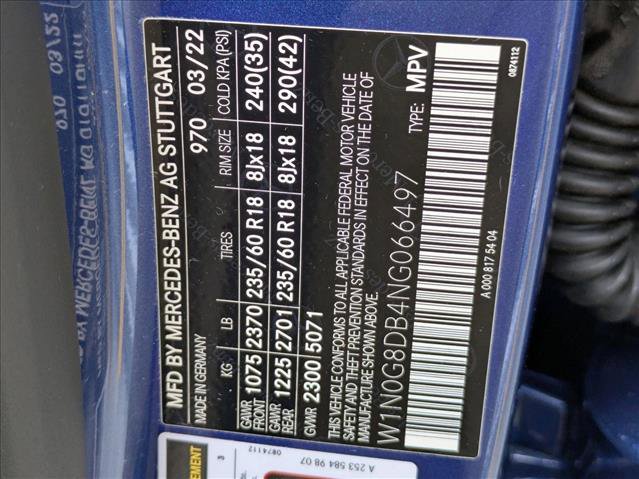 MFD BY MERCEDES-BENZ AG STUTTGART
MADE IN GERMANY 970 03/22
KG LB TIRES RIM SIZE COLD KPA(PSI)
GAWR FRONT 1075 2370 235/60 R18 8Jx18 240(35)
GAWR REAR 1225 2701 235/60 R18 8Jx18 290(42)
GVWR 2300 5071
THIS VEHICLE CONFORMS TO ALL APPLICABLE FEDERAL MOTOR VEHICLE
SAFETY AND THEFT PREVENTION STANDARDS IN EFFECT ON THE DATE OF
MANUFACTURE SHOWN ABOVE.
W1N0G8DB4NG066497 TYPE: MPV
A 000 817 54 04 0874112
EMENT
3
0874112
A 253 584 98 07